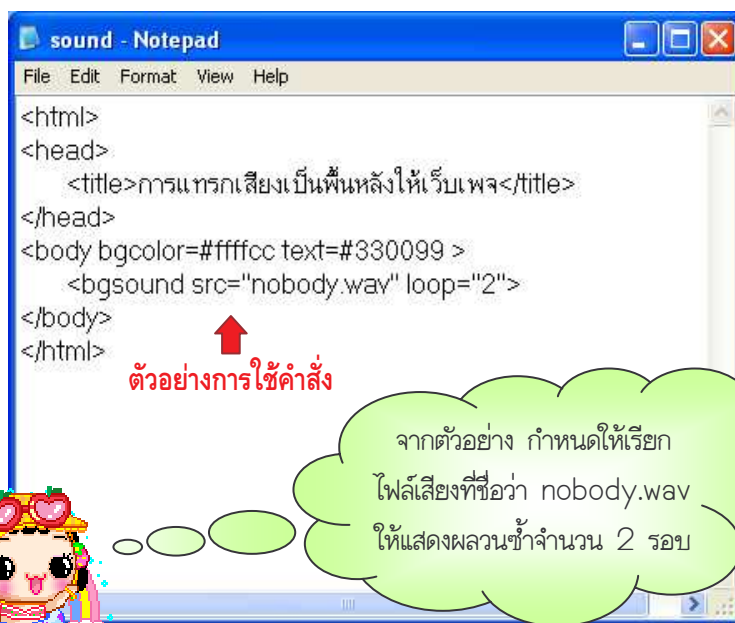 sound - Notepad
File Edit Format View Help
<html>
<head>
<title>การแทรกเสียงเป็นพื้นหลังให้เว็บเพจ</title>
</head>
<body bgcolor=#ffffcc text=#330099 >
<bgsound src="nobody.wav" loop="2">
</body>
</html>
ตัวอย่างการใช้คำสั่ง
จากตัวอย่าง กำหนดให้เรียก
ไฟล์เสียงที่ชื่อว่า nobody.wav
ให้แสดงผลวนซ้ำจำนวน 2 รอบ